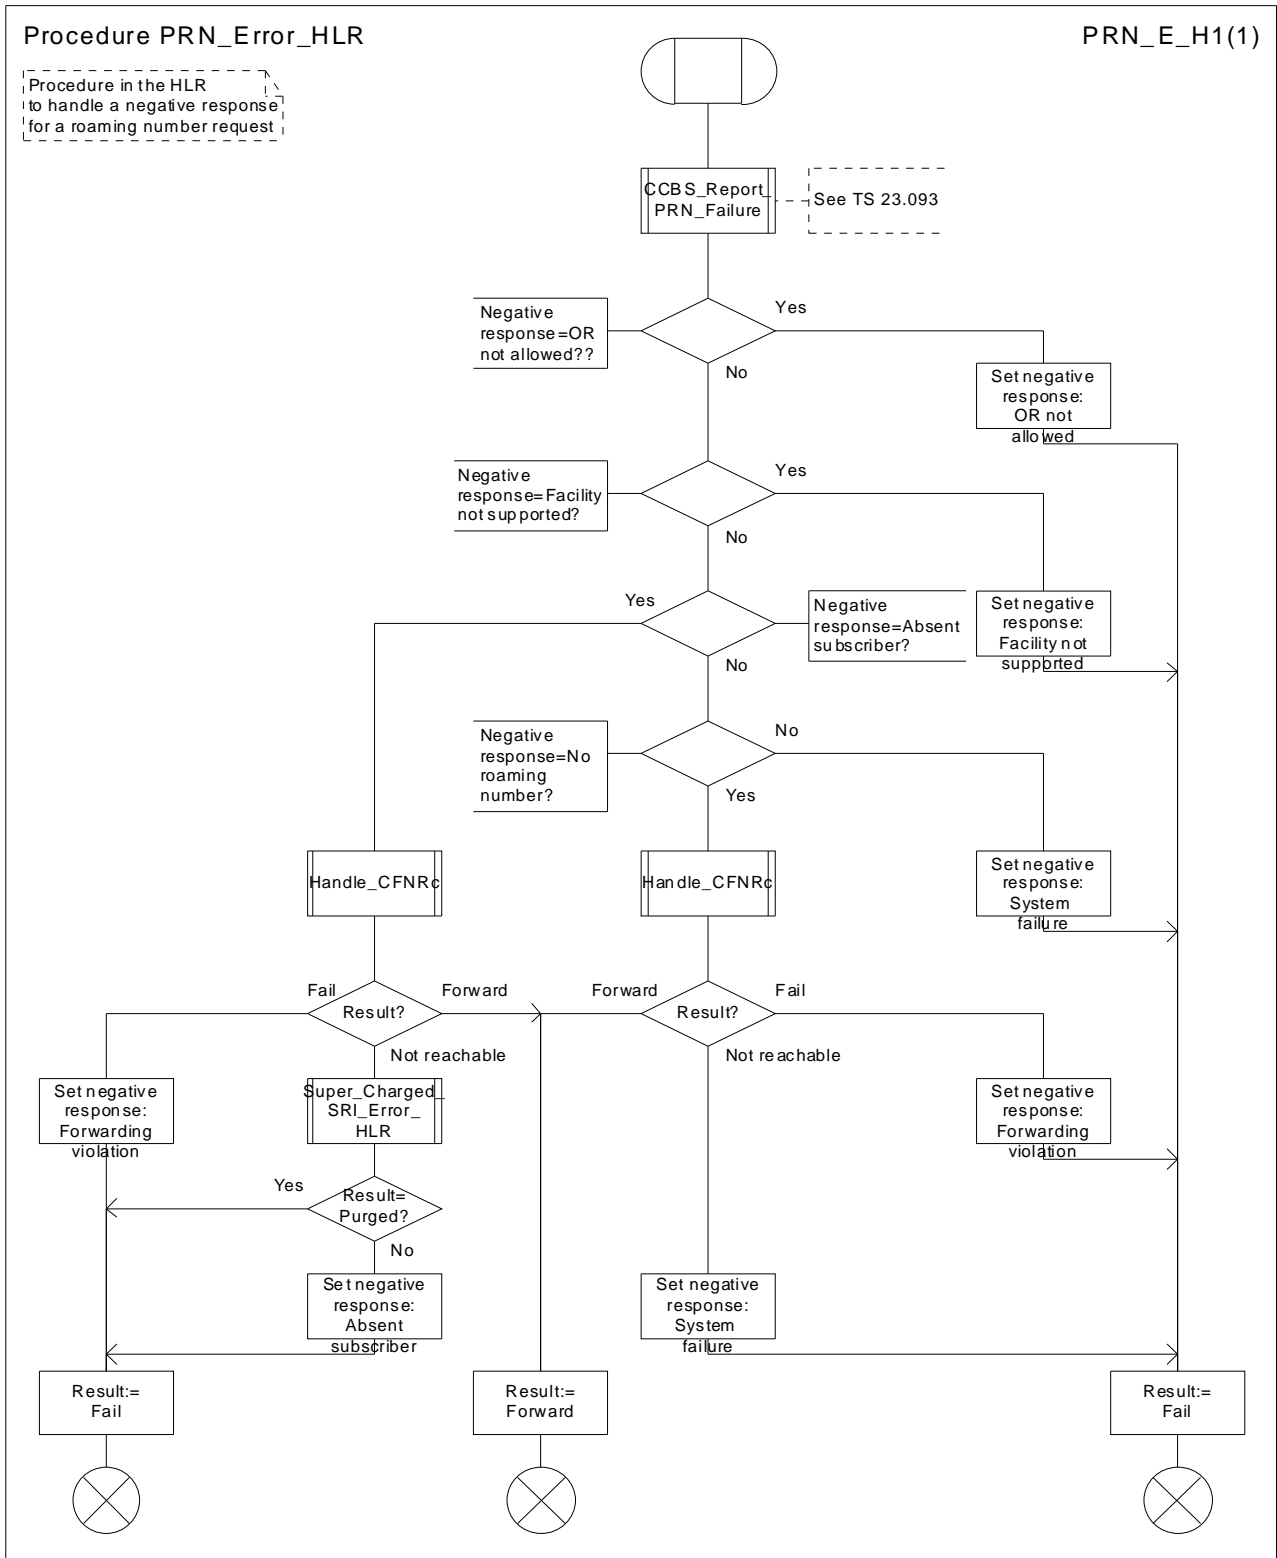 Procedure PRN_Error_HLR
PRN_E_H1(1)
Procedure in the HLR
to handle a negative response
for a roaming number request
CCBS_Report_
PRN_Failure
See TS 23.093
Negative
response=OR
not allowed??
Yes
No
Set negative
response:
OR not
allowed
Negative
response=Facility
not supported?
Yes
No
Yes
Negative
response=Absent
subscriber?
Set negative
response:
Facility not
supported
No
Negative
response=No
roaming
number?
No
Yes
Handle_CFNRc
Handle_CFNRc
Set negative
response:
System
failure
Fail
Result?
Forward
Forward
Result?
Fail
Not reachable
Not reachable
Set negative
response:
Forwarding
violation
Super_Charged_
SRI_Error_
HLR
Set negative
response:
Forwarding
violation
Yes
Result=
Purged?
No
Set negative
response:
Absent
subscriber
Set negative
response:
System
failure
Result:=
Fail
Result:=
Forward
Result:=
Fail